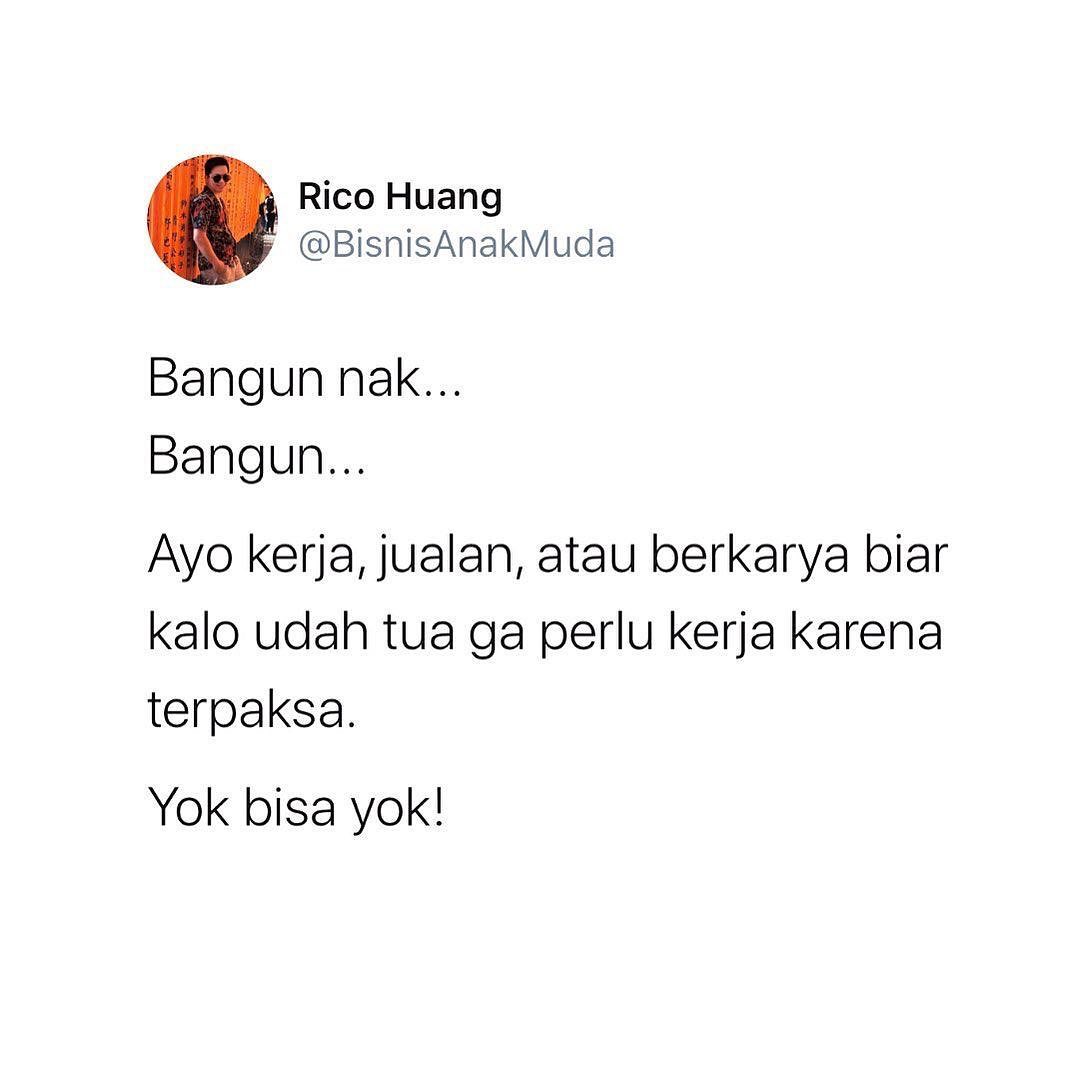 Rico Huang
@BisnisAnakMuda
Bangun nak...
Bangun...
Ayo kerja, jualan, atau berkarya biar
kalo udah tua ga perlu kerja karena
terpaksa.
Yok bisa yok!